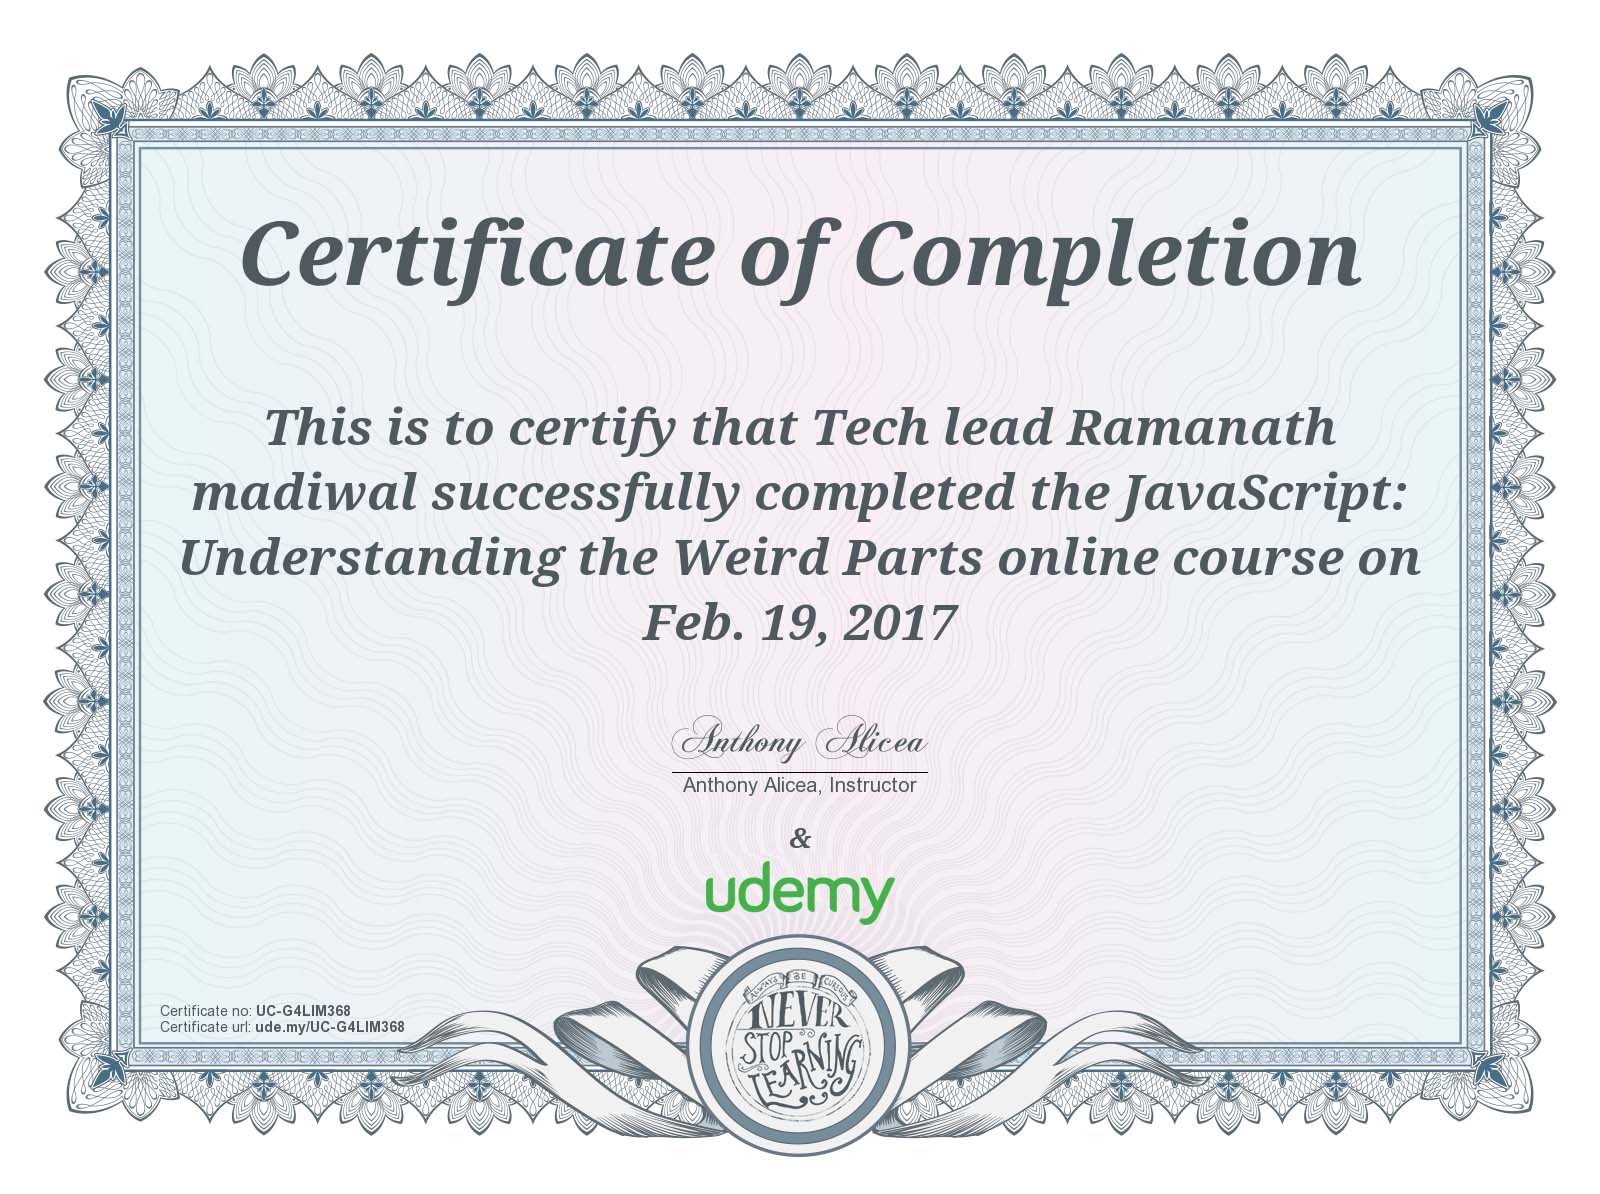 Certificate of Completion
This is to certify that Tech lead Ramanath
madiwal successfully completed the JavaScript:
Understanding the Weird Parts online course on
Feb. 19, 2017
Anthony Alicea
Anthony Alicea, Instructor
&
udemy
Certificate no: UC-G4LIM368
Certificate url: ude.my/UC-G4LIM368
ALWAYS BE CURIOUS
NEVER
STOP
LEARNING